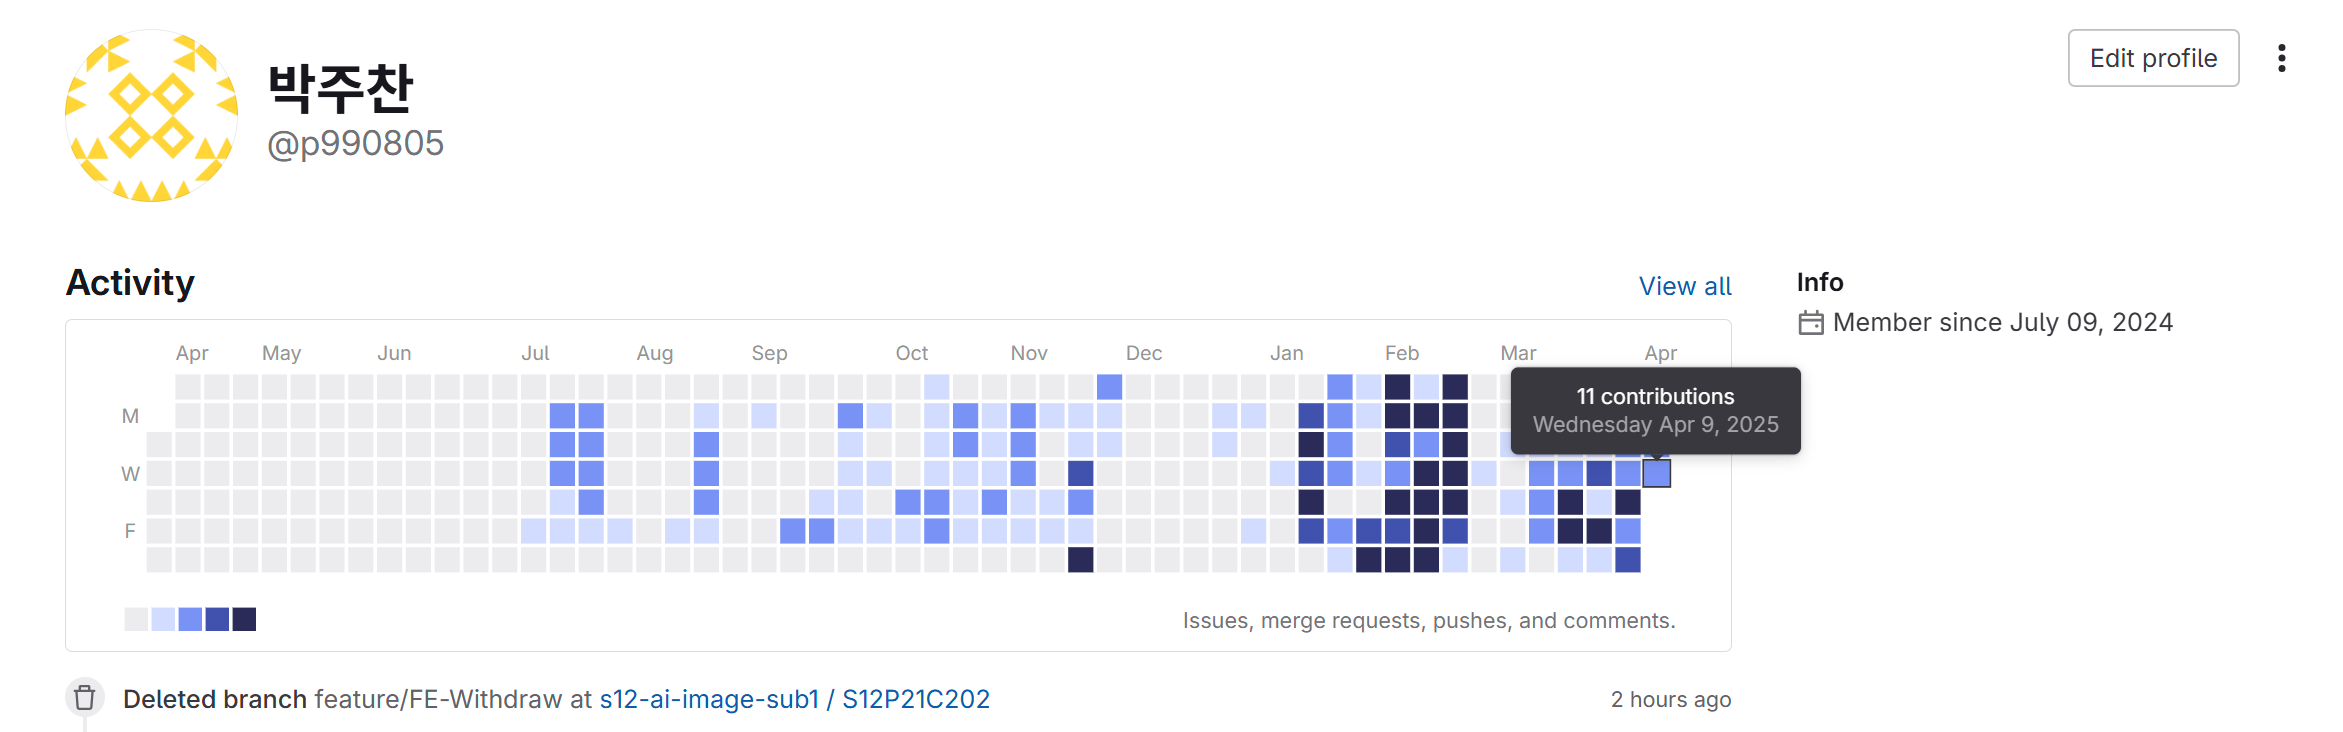 박주찬
@p990805
Edit profile
Activity
View all
Info
Member since July 09, 2024
Apr May Jun Jul Aug Sep Oct Nov Dec Jan Feb Mar Apr
11 contributions
Wednesday Apr 9, 2025
M
W
F
Issues, merge requests, pushes, and comments.
Deleted branch feature/FE-Withdraw at s12-ai-image-sub1 / S12P21C202
2 hours ago